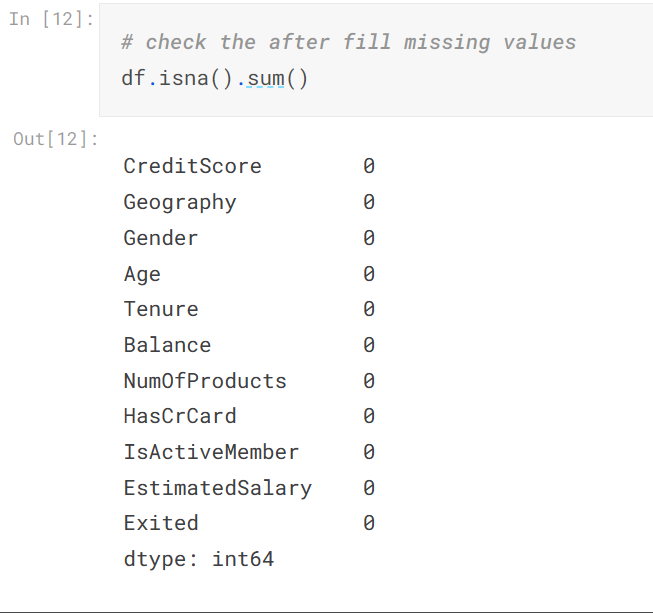 In [12]:
# check the after fill missing values
df.isna().sum()
Out[12]:
CreditScore 0
Geography 0
Gender 0
Age 0
Tenure 0
Balance 0
NumOfProducts 0
HasCrCard 0
IsActiveMember 0
EstimatedSalary 0
Exited 0
dtype: int64